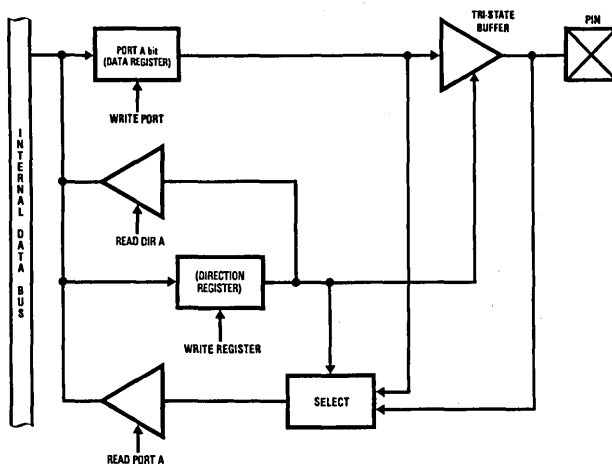 TRI-STATE
BUFFER
PIN
PORT A bit
(DATA REGISTER)
WRITE PORT
INTERNAL DATA BUS
READ DIR A
(DIRECTION
REGISTER)
WRITE REGISTER
SELECT
READ PORT A